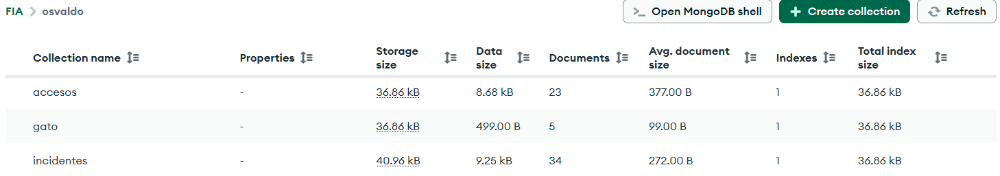 FIA > osvaldo
>_ Open MongoDB shell
+ Create collection
Refresh
Collection name Properties Storage size Data size Documents Avg. document size Indexes Total index size
accesos - 36.86 kB 8.68 kB 23 377.00 B 1 36.86 kB
gato - 36.86 kB 499.00 B 5 99.00 B 1 36.86 kB
incidentes - 40.96 kB 9.25 kB 34 272.00 B 1 36.86 kB